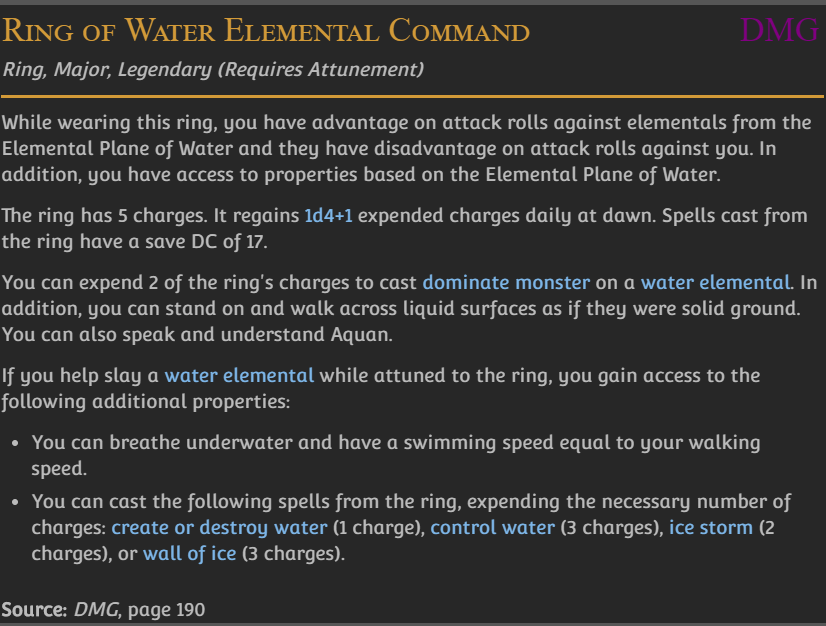 Ring of Water Elemental Command DMG
Ring, Major, Legendary (Requires Attunement)
While wearing this ring, you have advantage on attack rolls against elementals from the
Elemental Plane of Water and they have disadvantage on attack rolls against you. In
addition, you have access to properties based on the Elemental Plane of Water.
The ring has 5 charges. It regains 1d4+1 expended charges daily at dawn. Spells cast from
the ring have a save DC of 17.
You can expend 2 of the ring's charges to cast dominate monster on a water elemental. In
addition, you can stand on and walk across liquid surfaces as if they were solid ground.
You can also speak and understand Aquan.
If you help slay a water elemental while attuned to the ring, you gain access to the
following additional properties:
• You can breathe underwater and have a swimming speed equal to your walking
speed.
• You can cast the following spells from the ring, expending the necessary number of
charges: create or destroy water (1 charge), control water (3 charges), ice storm (2
charges), or wall of ice (3 charges).
Source: DMG, page 190